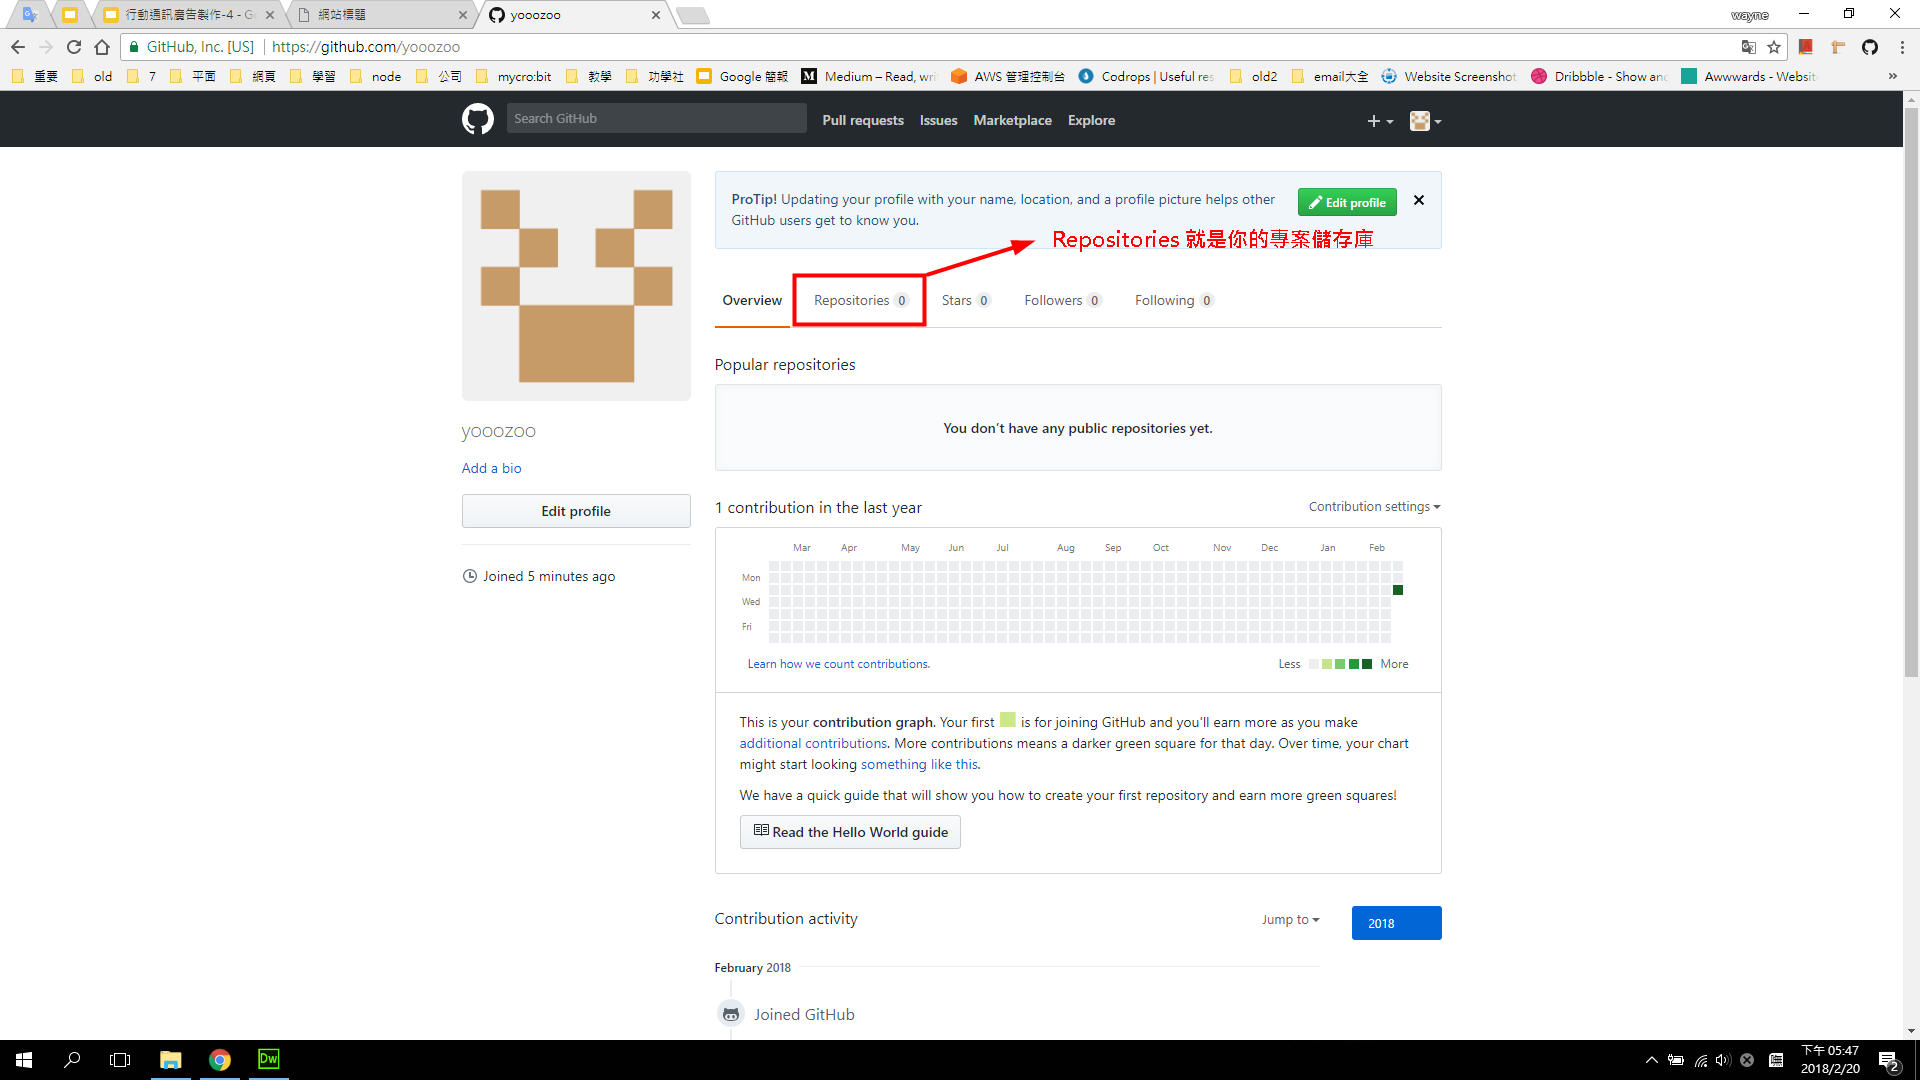 行動通訊廣告製作-4 - G
網站標題
yooozoo
wayne
GitHub, Inc. [US]
https://github.com/yooozoo
重要
old
7
平面
網頁
學習
node
公司
mycro:bit
教學
功學社
Google 簡報
Medium – Read, wri
AWS 管理控制台
Codrops | Useful res
old2
email大全
Website Screenshot
Dribbble - Show and
Awwwards - Websit
Search GitHub
Pull requests
Issues
Marketplace
Explore
ProTip! Updating your profile with your name, location, and a profile picture helps other
GitHub users get to know you.
Edit profile
Repositories 就是你的專案儲存庫
Overview
Repositories 0
Stars 0
Followers 0
Following 0
Popular repositories
You don’t have any public repositories yet.
yooozoo
Add a bio
Edit profile
Joined 5 minutes ago
1 contribution in the last year
Contribution settings
Mar Apr May Jun Jul Aug Sep Oct Nov Dec Jan Feb
Mon
Wed
Fri
Learn how we count contributions.
Less
More
This is your contribution graph. Your first is for joining GitHub and you’ll earn more as you make
additional contributions. More contributions means a darker green square for that day. Over time, your chart
might start looking something like this.
We have a quick guide that will show you how to create your first repository and earn more green squares!
Read the Hello World guide
Contribution activity
Jump to
2018
February 2018
Joined GitHub
Dw
下午 05:47
2018/2/20
2